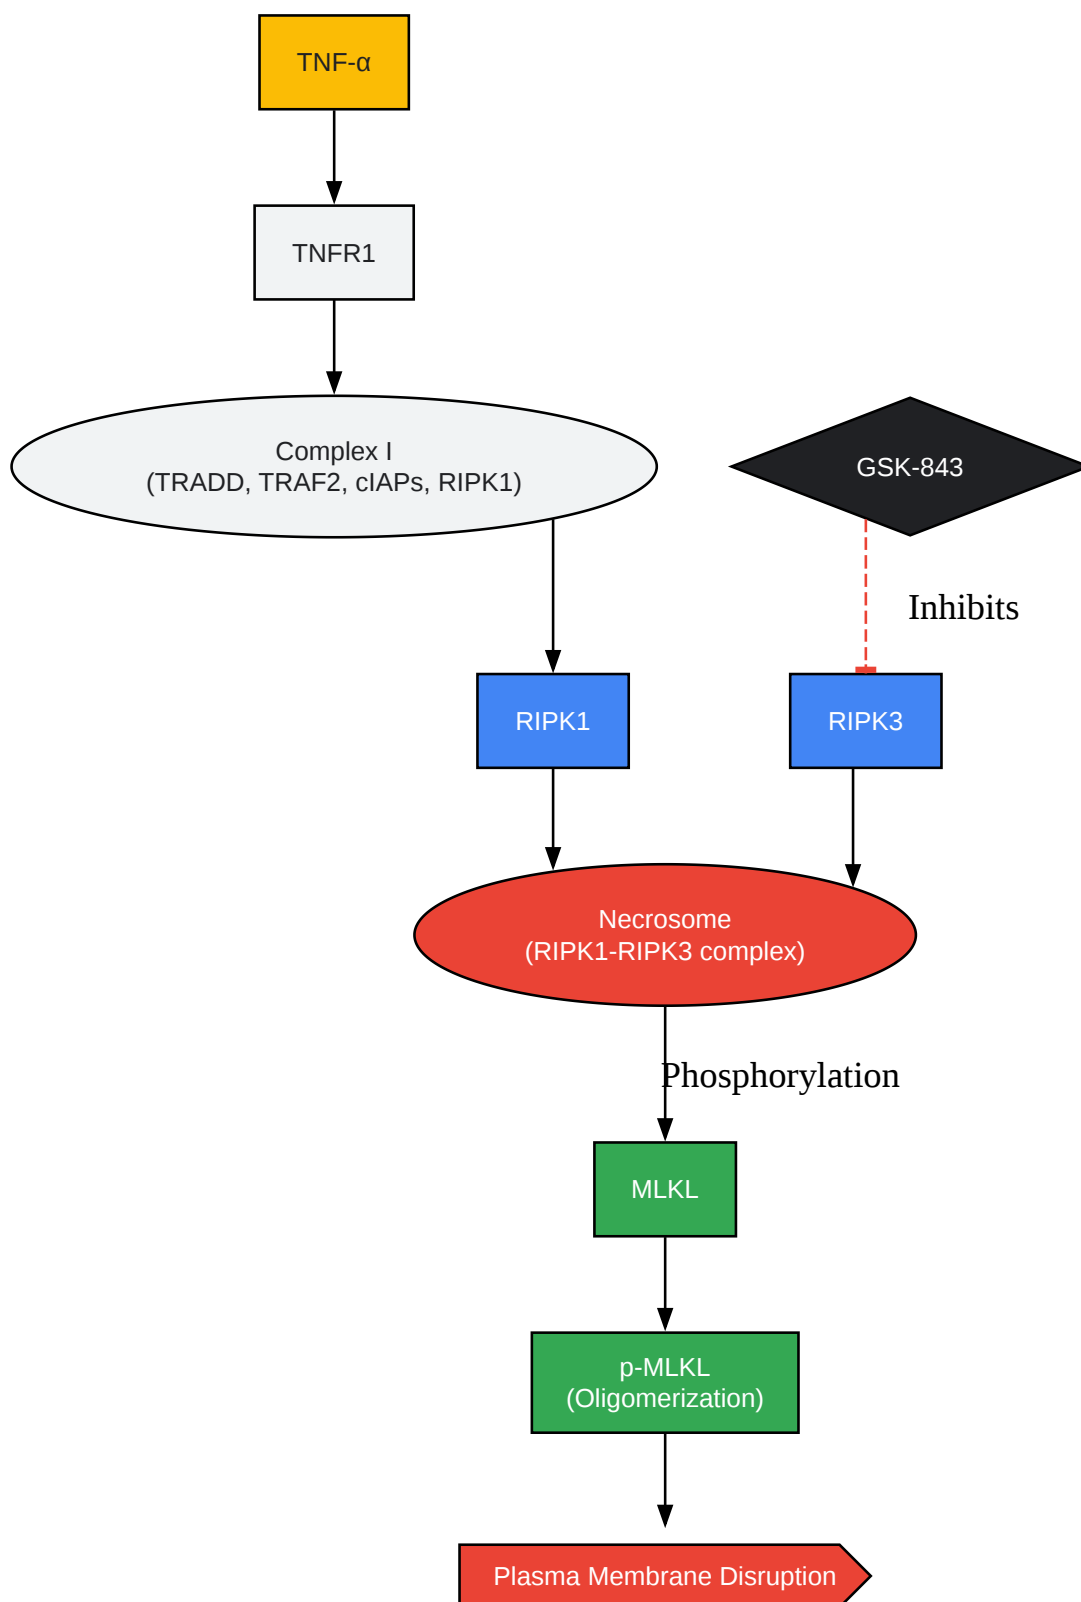 TNF-α
TNFR1
Complex I
(TRADD, TRAF2, cIAPs, RIPK1)
GSK-843
Inhibits
RIPK1
RIPK3
Necrosome
(RIPK1-RIPK3 complex)
Phosphorylation
MLKL
p-MLKL
(Oligomerization)
Plasma Membrane Disruption